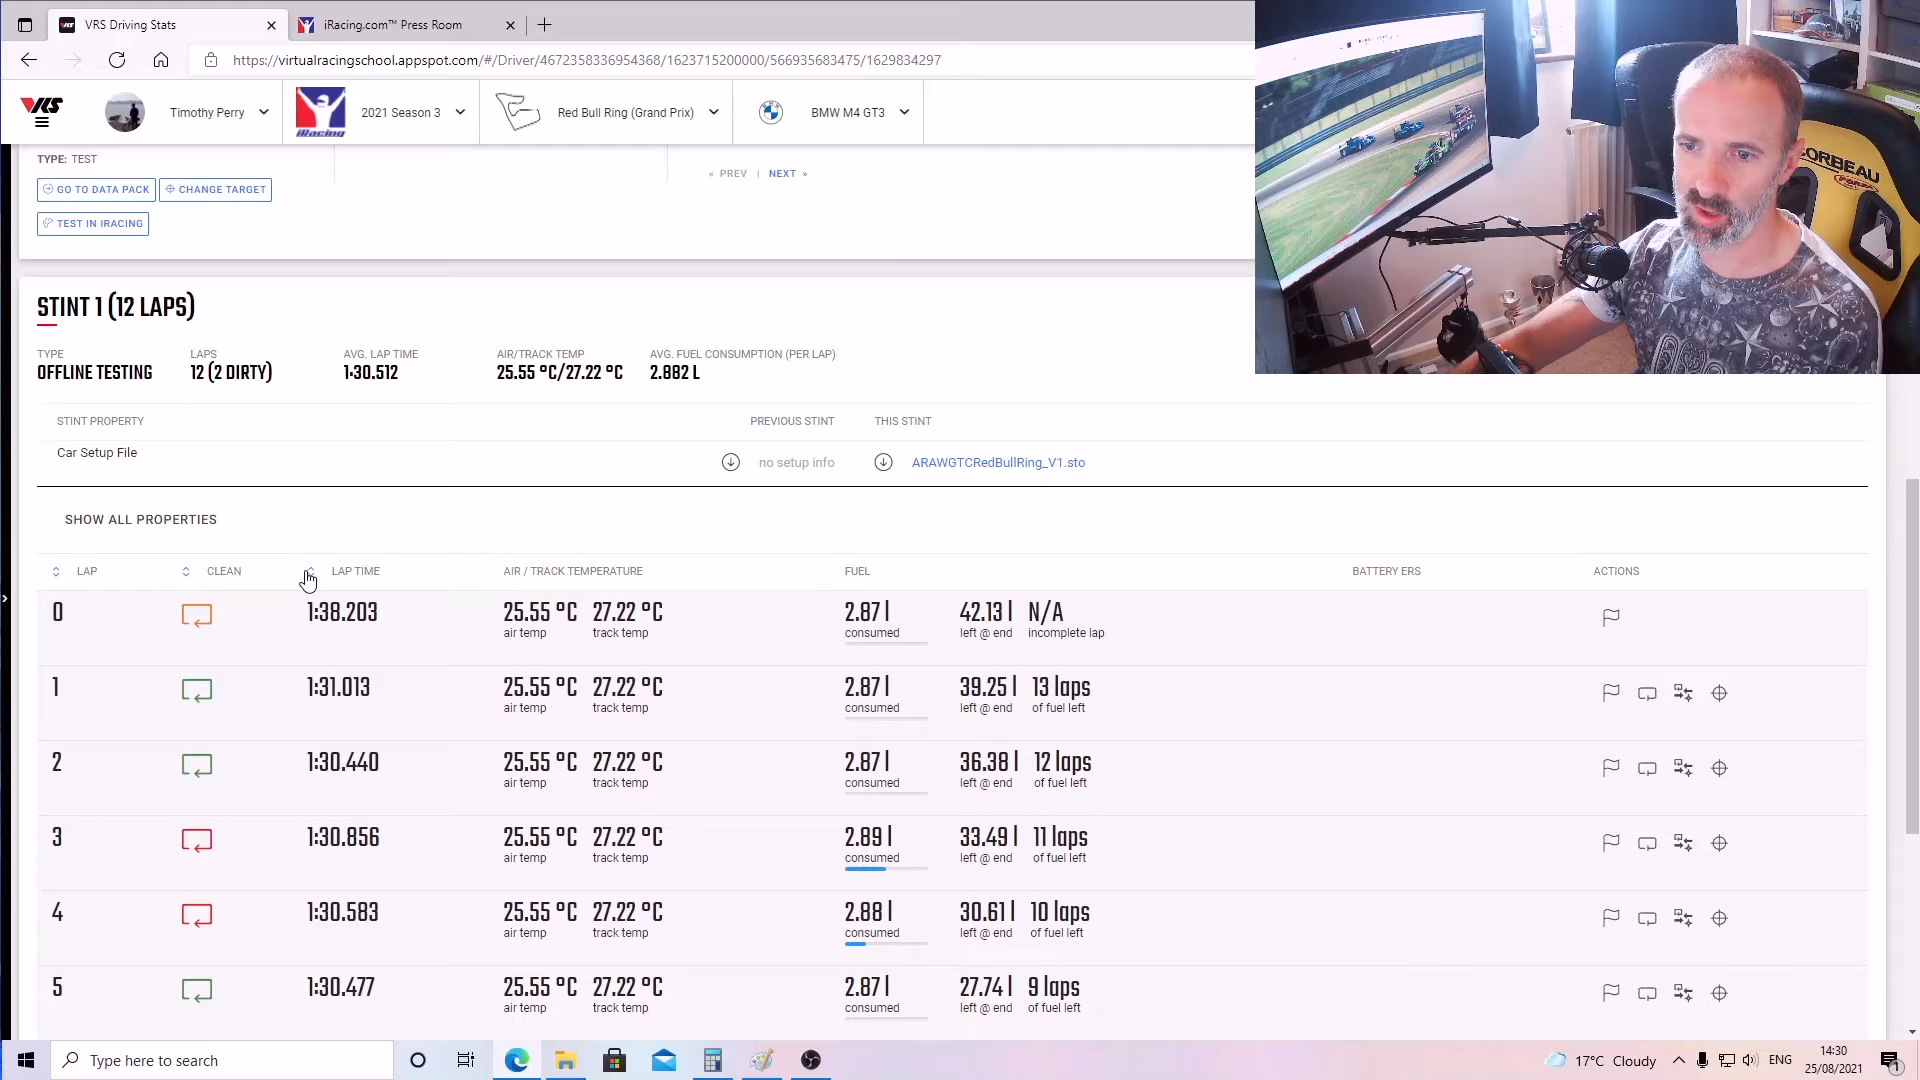 VRS Driving Stats
iRacing.com™ Press Room
https://virtualracingschool.appspot.com/#/Driver/4672358336954368/1623715200000/566935683475/1629834297
VRS
Timothy Perry
iRacing
2021 Season 3
Red Bull Ring (Grand Prix)
BMW M4 GT3
TYPE: TEST
GO TO DATA PACK
CHANGE TARGET
« PREV | NEXT »
TEST IN IRACING
CORBEAU
STINT 1 (12 LAPS)
TYPE LAPS AVG. LAP TIME AIR/TRACK TEMP AVG. FUEL CONSUMPTION (PER LAP)
OFFLINE TESTING 12 (2 DIRTY) 1:30.512 25.55 °C/27.22 °C 2.882 L
STINT PROPERTY PREVIOUS STINT THIS STINT
Car Setup File no setup info ARAWGTCRedBullRing_V1.sto
SHOW ALL PROPERTIES
LAP CLEAN LAP TIME AIR / TRACK TEMPERATURE FUEL BATTERY ERS ACTIONS
0 1:38.203 25.55 °C 27.22 °C 2.87 l 42.13 l N/A
air temp track temp consumed left @ end incomplete lap
1 1:31.013 25.55 °C 27.22 °C 2.87 l 39.25 l 13 laps
air temp track temp consumed left @ end of fuel left
2 1:30.440 25.55 °C 27.22 °C 2.87 l 36.38 l 12 laps
air temp track temp consumed left @ end of fuel left
3 1:30.856 25.55 °C 27.22 °C 2.89 l 33.49 l 11 laps
air temp track temp consumed left @ end of fuel left
4 1:30.583 25.55 °C 27.22 °C 2.88 l 30.61 l 10 laps
air temp track temp consumed left @ end of fuel left
5 1:30.477 25.55 °C 27.22 °C 2.87 l 27.74 l 9 laps
air temp track temp consumed left @ end of fuel left
Type here to search
17°C Cloudy
ENG
14:30
25/08/2021
1